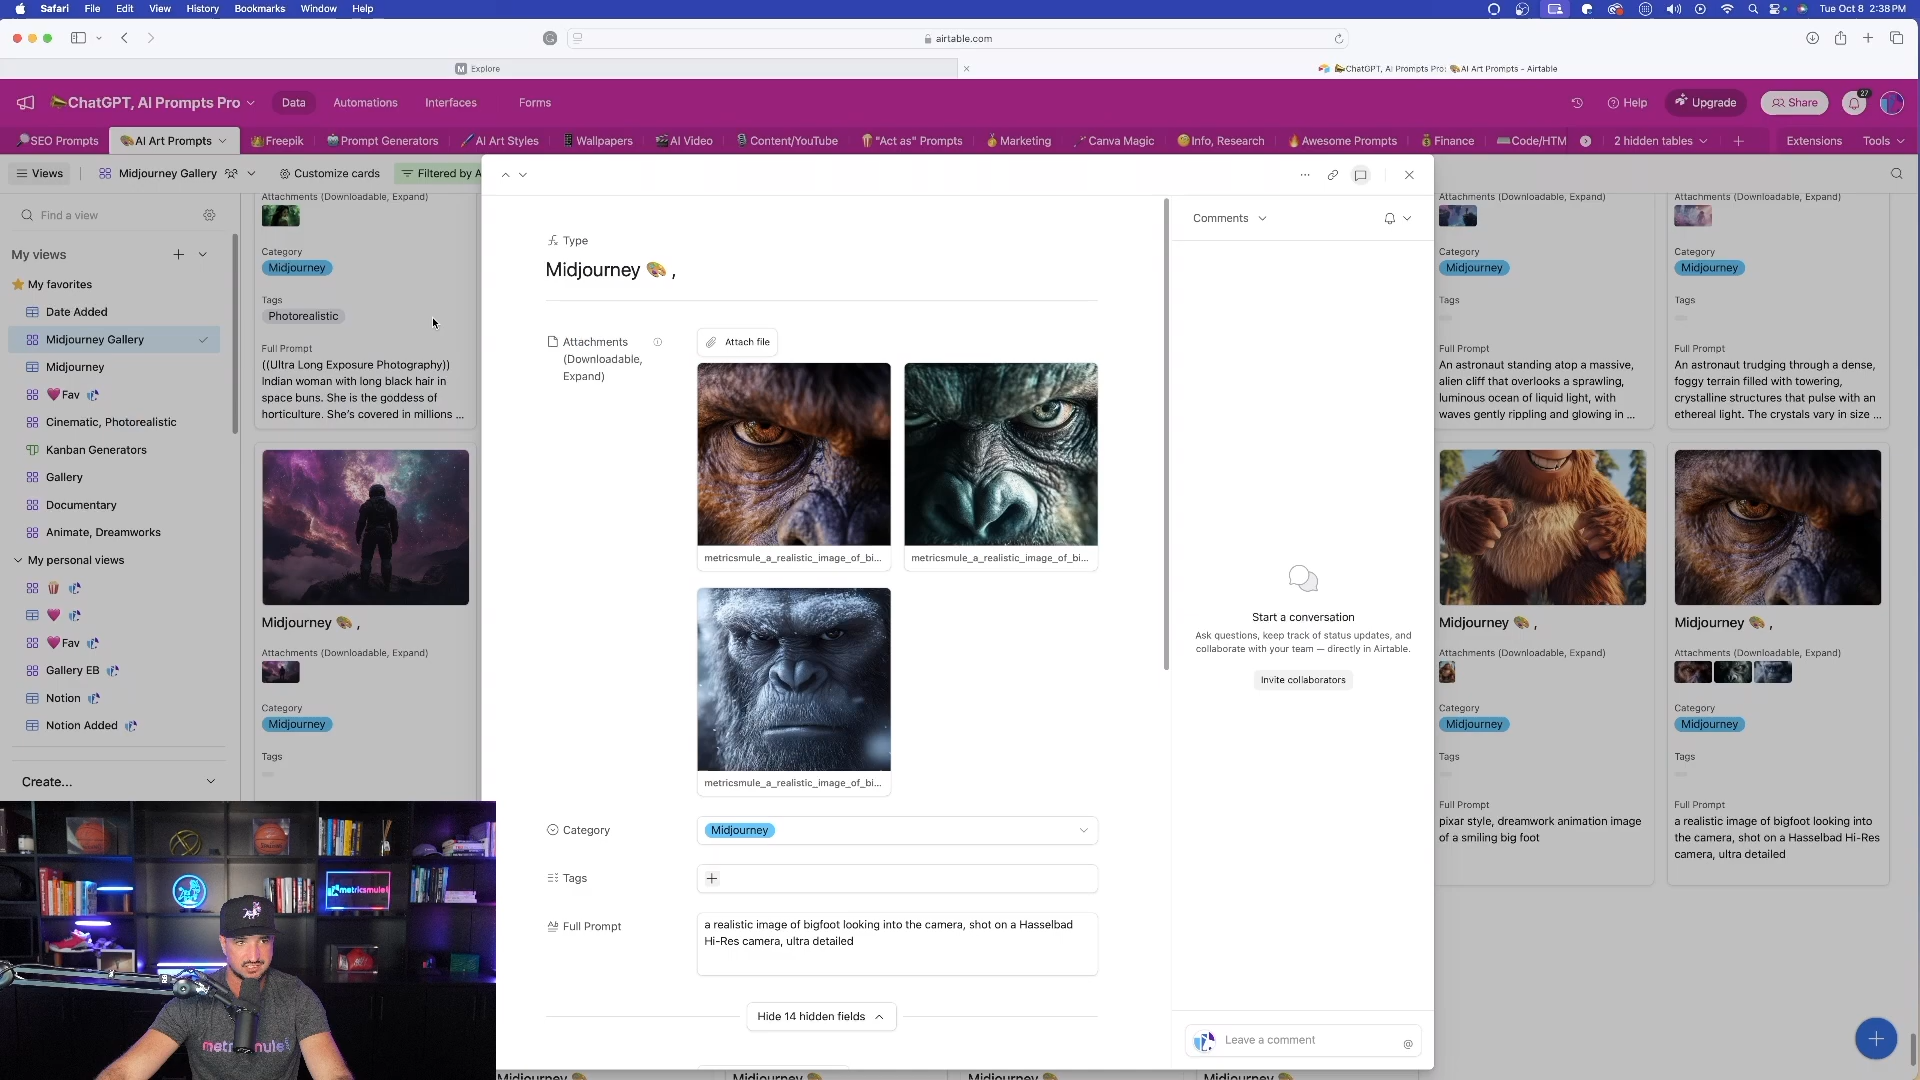 Safari File Edit View History Bookmarks Window Help
Tue Oct 8 2:38 PM
airtable.com
Explore
ChatGPT, AI Prompts Pro: 🎨AI Art Prompts - Airtable
ChatGPT, AI Prompts Pro
Data
Automations
Interfaces
Forms
Help
Upgrade
Share
27
SEO Prompts
AI Art Prompts
Freepik
Prompt Generators
AI Art Styles
Wallpapers
AI Video
Content/YouTube
"Act as" Prompts
Marketing
Canva Magic
Info, Research
Awesome Prompts
Finance
Code/HTM
2 hidden tables
Extensions
Tools
Views
Midjourney Gallery
Customize cards
Filtered by A
Find a view
My views
My favorites
Date Added
Midjourney Gallery
Midjourney
Fav
Cinematic, Photorealistic
Kanban Generators
Gallery
Documentary
Animate, Dreamworks
My personal views
Fav
Gallery EB
Notion
Notion Added
Create...
Attachments (Downloadable, Expand)
Category
Midjourney
Tags
Photorealistic
Full Prompt
((Ultra Long Exposure Photography))
Indian woman with long black hair in
space buns. She is the goddess of
horticulture. She's covered in millions ...
Midjourney 🎨 ,
Attachments (Downloadable, Expand)
Category
Midjourney
Tags
Type
Midjourney 🎨 ,
Attachments
(Downloadable,
Expand)
Attach file
metricsmule_a_realistic_image_of_bi...
metricsmule_a_realistic_image_of_bi...
metricsmule_a_realistic_image_of_bi...
Category
Midjourney
Tags
Full Prompt
a realistic image of bigfoot looking into the camera, shot on a Hasselbad
Hi-Res camera, ultra detailed
Hide 14 hidden fields
Comments
Start a conversation
Ask questions, keep track of status updates, and
collaborate with your team — directly in Airtable.
Invite collaborators
Leave a comment
@
Attachments (Downloadable, Expand)
Category
Midjourney
Tags
Full Prompt
An astronaut standing atop a massive,
alien cliff that overlooks a sprawling,
luminous ocean of liquid light, with
waves gently rippling and glowing in ...
Attachments (Downloadable, Expand)
Category
Midjourney
Tags
Full Prompt
An astronaut trudging through a dense,
foggy terrain filled with towering,
crystalline structures that pulse with an
ethereal light. The crystals vary in size ...
Midjourney 🎨 ,
Attachments (Downloadable, Expand)
Category
Midjourney
Tags
Full Prompt
pixar style, dreamwork animation image
of a smiling big foot
Midjourney 🎨 ,
Attachments (Downloadable, Expand)
Category
Midjourney
Tags
Full Prompt
a realistic image of bigfoot looking into
the camera, shot on a Hasselbad Hi-Res
camera, ultra detailed
metricsmule
Midjourney
Midjourney
Midjourney
Midjourney